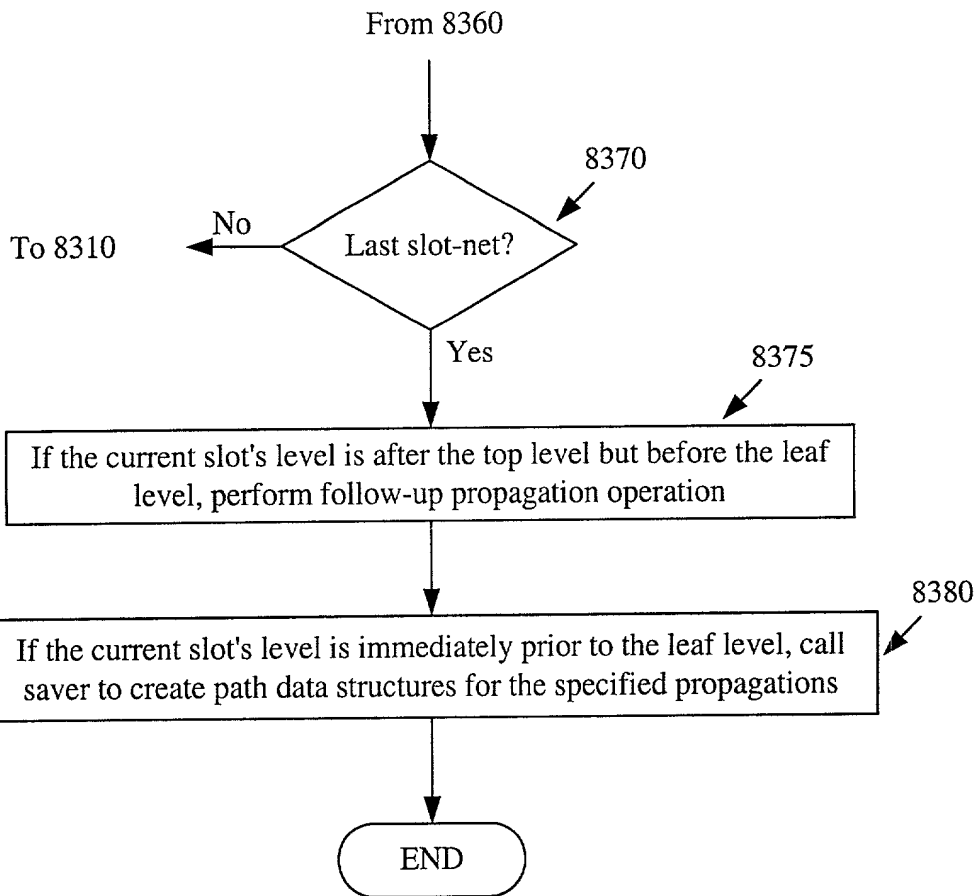 From 8360
8370
No
To 8310
Last slot-net?
Yes
8375
If the current slot's level is after the top level but before the leaf
level, perform follow-up propagation operation
8380
If the current slot's level is immediately prior to the leaf level, call
saver to create path data structures for the specified propagations
END